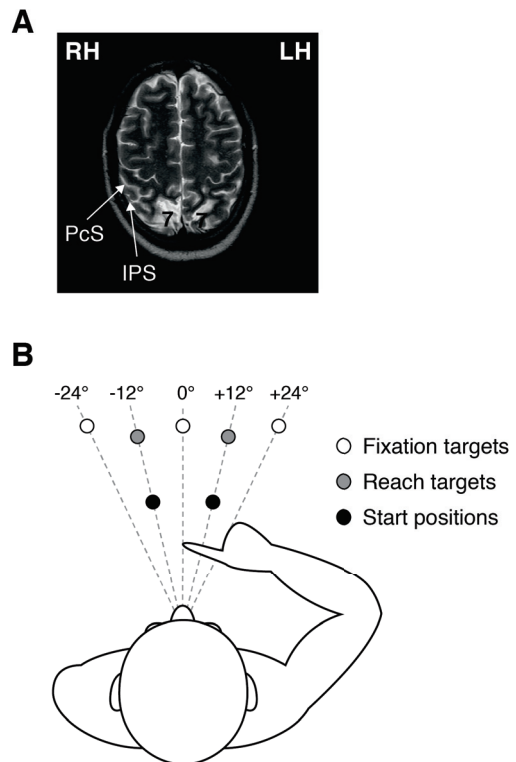 A
RH LH
7 7
PcS
IPS
B
-24° -12° 0° +12° +24°
Fixation targets
Reach targets
Start positions